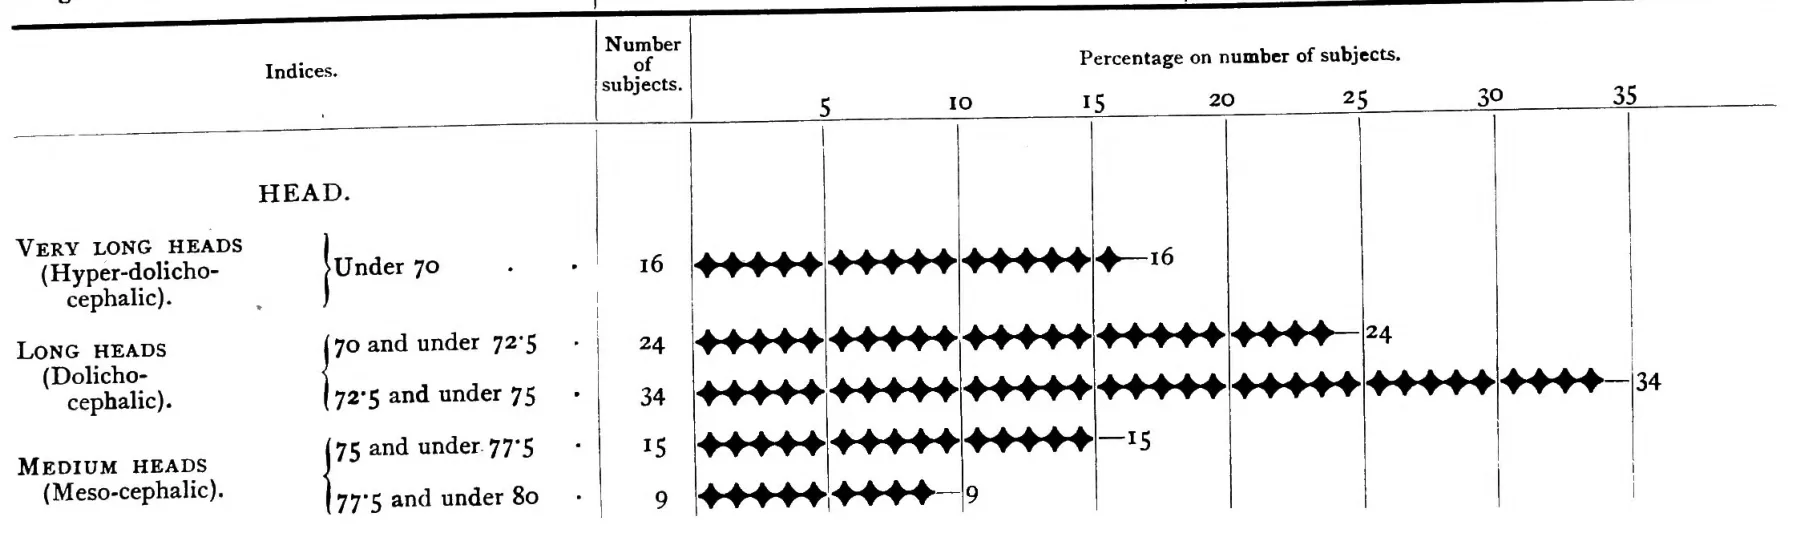 Indices.
Number
of
subjects.
Percentage on number of subjects.
5 10 15 20 25 30 35
HEAD.
VERY LONG HEADS
(Hyper-dolicho-
cephalic).
Under 70 . . 16 16
LONG HEADS
(Dolicho-
cephalic).
70 and under 72·5 . 24 24
72·5 and under 75 . 34 34
MEDIUM HEADS
(Meso-cephalic).
75 and under 77·5 . 15 15
77·5 and under 80 . 9 9